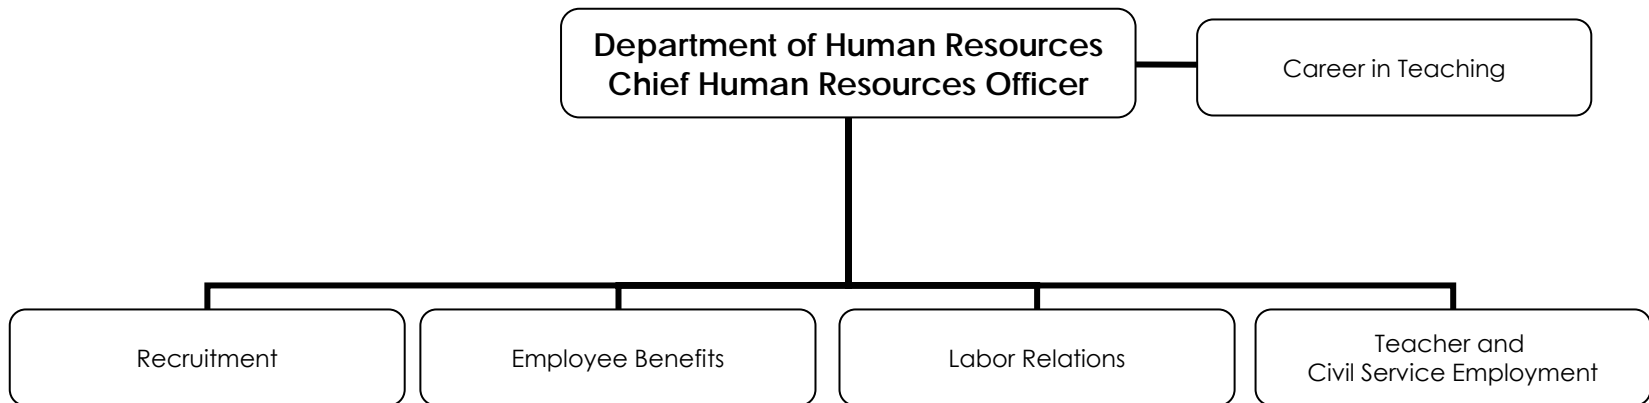 Department of Human Resources
Chief Human Resources Officer
Career in Teaching
Recruitment
Employee Benefits
Labor Relations
Teacher and
Civil Service Employment